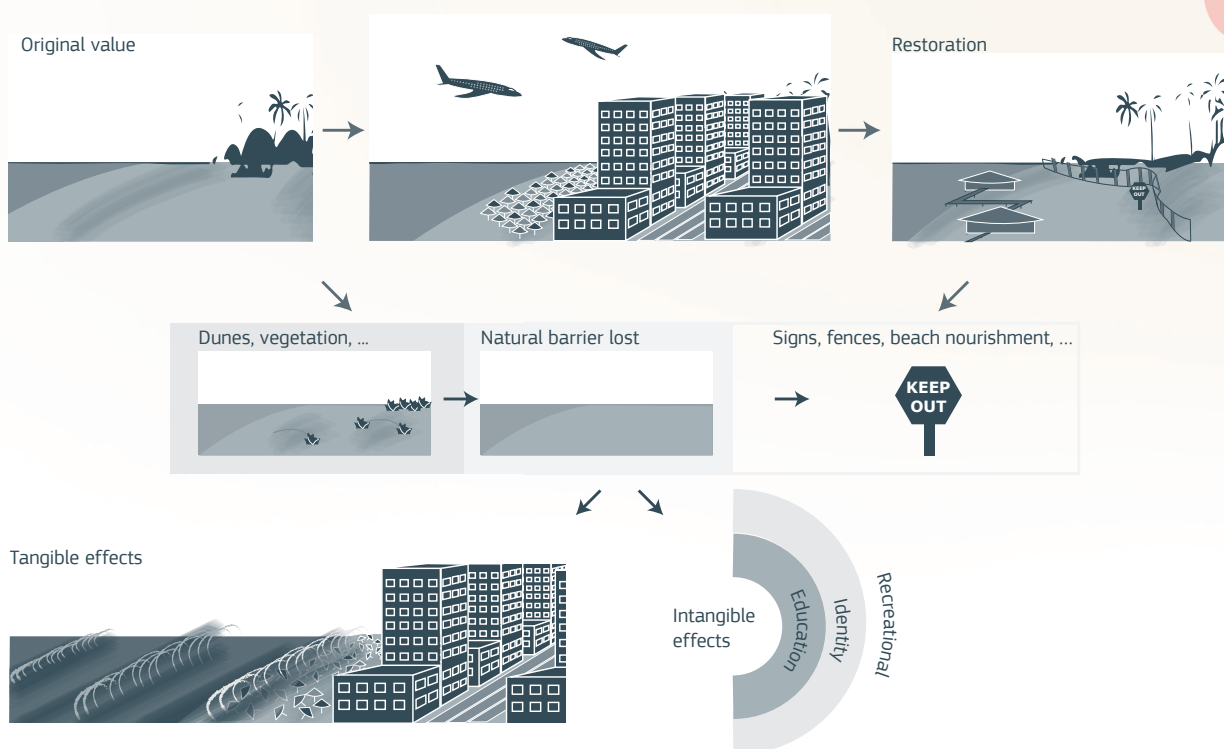 Original value
Restoration
KEEP
OUT
Dunes, vegetation, ...
Natural barrier lost
Signs, fences, beach nourishment, ...
KEEP
OUT
Tangible effects
Intangible
effects
Education
Identity
Recreational